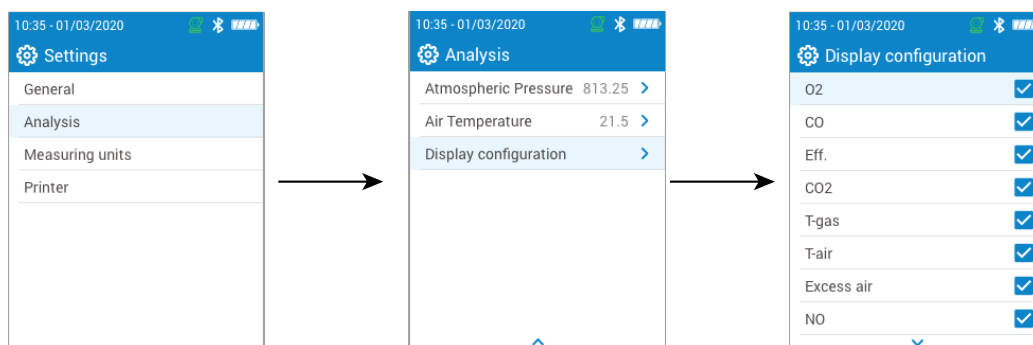 10:35 - 01/03/2020
Settings
General
Analysis
Measuring units
Printer
10:35 - 01/03/2020
Analysis
Atmospheric Pressure 813.25
Air Temperature 21.5
Display configuration
10:35 - 01/03/2020
Display configuration
O2
CO
Eff.
CO2
T-gas
T-air
Excess air
NO